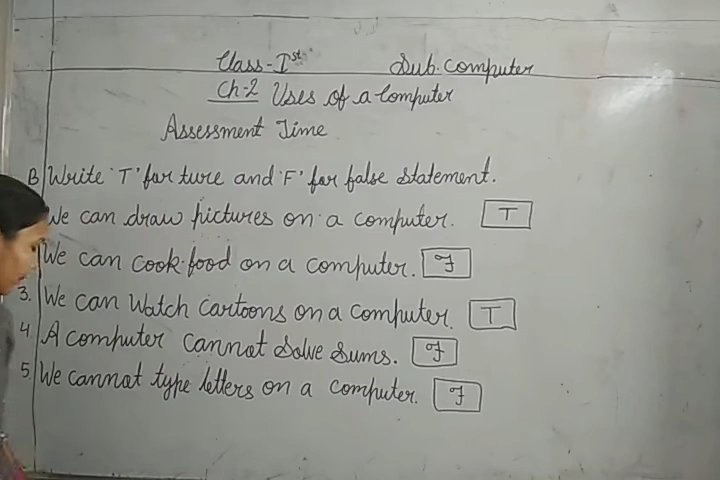 Class-Ist Sub. Computer
Ch-2 Uses of a Computer
Assessment Time
B Write 'T' for ture and 'F' for false statement.
We can draw pictures on a computer. T
We can cook food on a computer. F
3. We can watch cartoons on a computer. T
4. A computer cannot solve sums. F
5. We cannot type letters on a computer. F